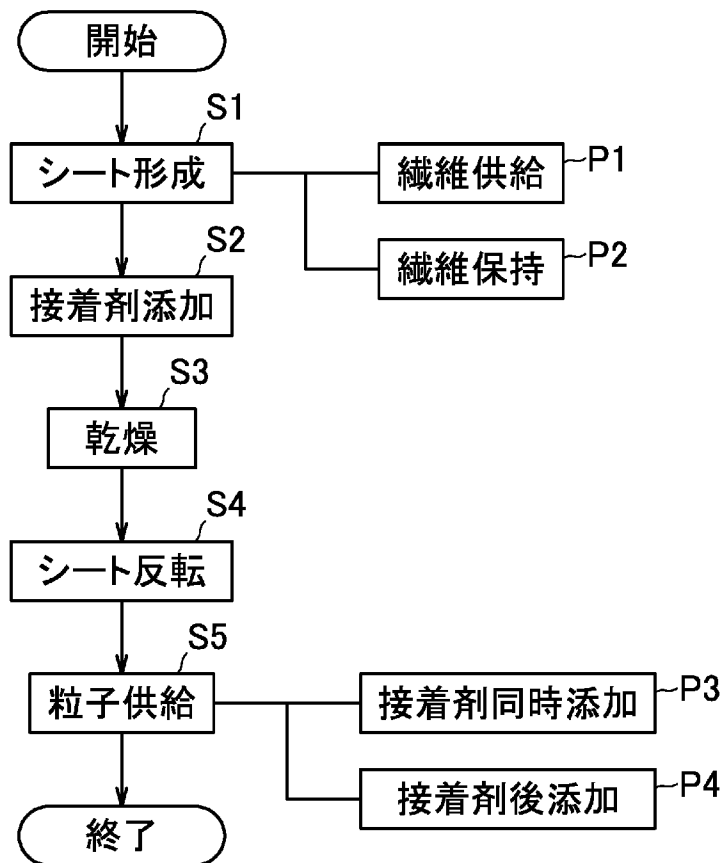 開始
S1
シート形成
繊維供給
P1
繊維保持
P2
S2
接着剤添加
S3
乾燥
S4
シート反転
S5
粒子供給
接着剤同時添加
P3
接着剤後添加
P4
終了